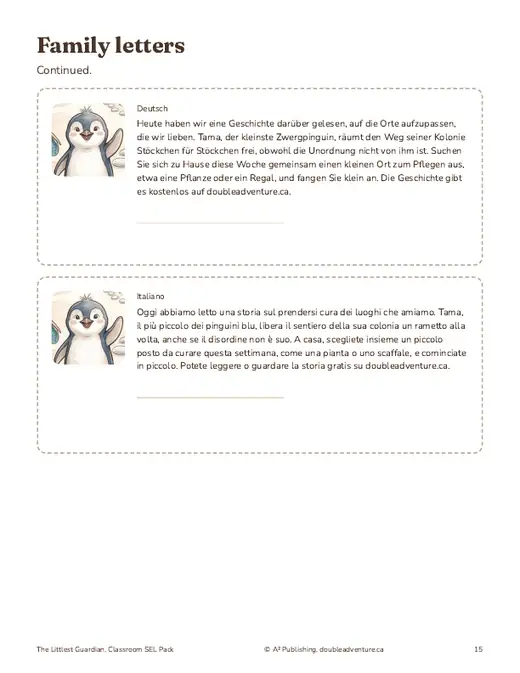 Family letters
Continued.
Deutsch
Heute haben wir eine Geschichte darüber gelesen, auf die Orte aufzupassen,
die wir lieben. Tama, der kleinste Zwergpinguin, räumt den Weg seiner Kolonie
Stöckchen für Stöckchen frei, obwohl die Unordnung nicht von ihm ist. Suchen
Sie sich zu Hause diese Woche gemeinsam einen kleinen Ort zum Pflegen aus,
etwa eine Pflanze oder ein Regal, und fangen Sie klein an. Die Geschichte gibt
es kostenlos auf doubleadventure.ca.
Italiano
Oggi abbiamo letto una storia sul prendersi cura dei luoghi che amiamo. Tama,
il più piccolo dei pinguini blu, libera il sentiero della sua colonia un rametto alla
volta, anche se il disordine non è suo. A casa, scegliete insieme un piccolo
posto da curare questa settimana, come una pianta o uno scaffale, e cominciate
in piccolo. Potete leggere o guardare la storia gratis su doubleadventure.ca.
The Littlest Guardian, Classroom SEL Pack
© A² Publishing, doubleadventure.ca
15